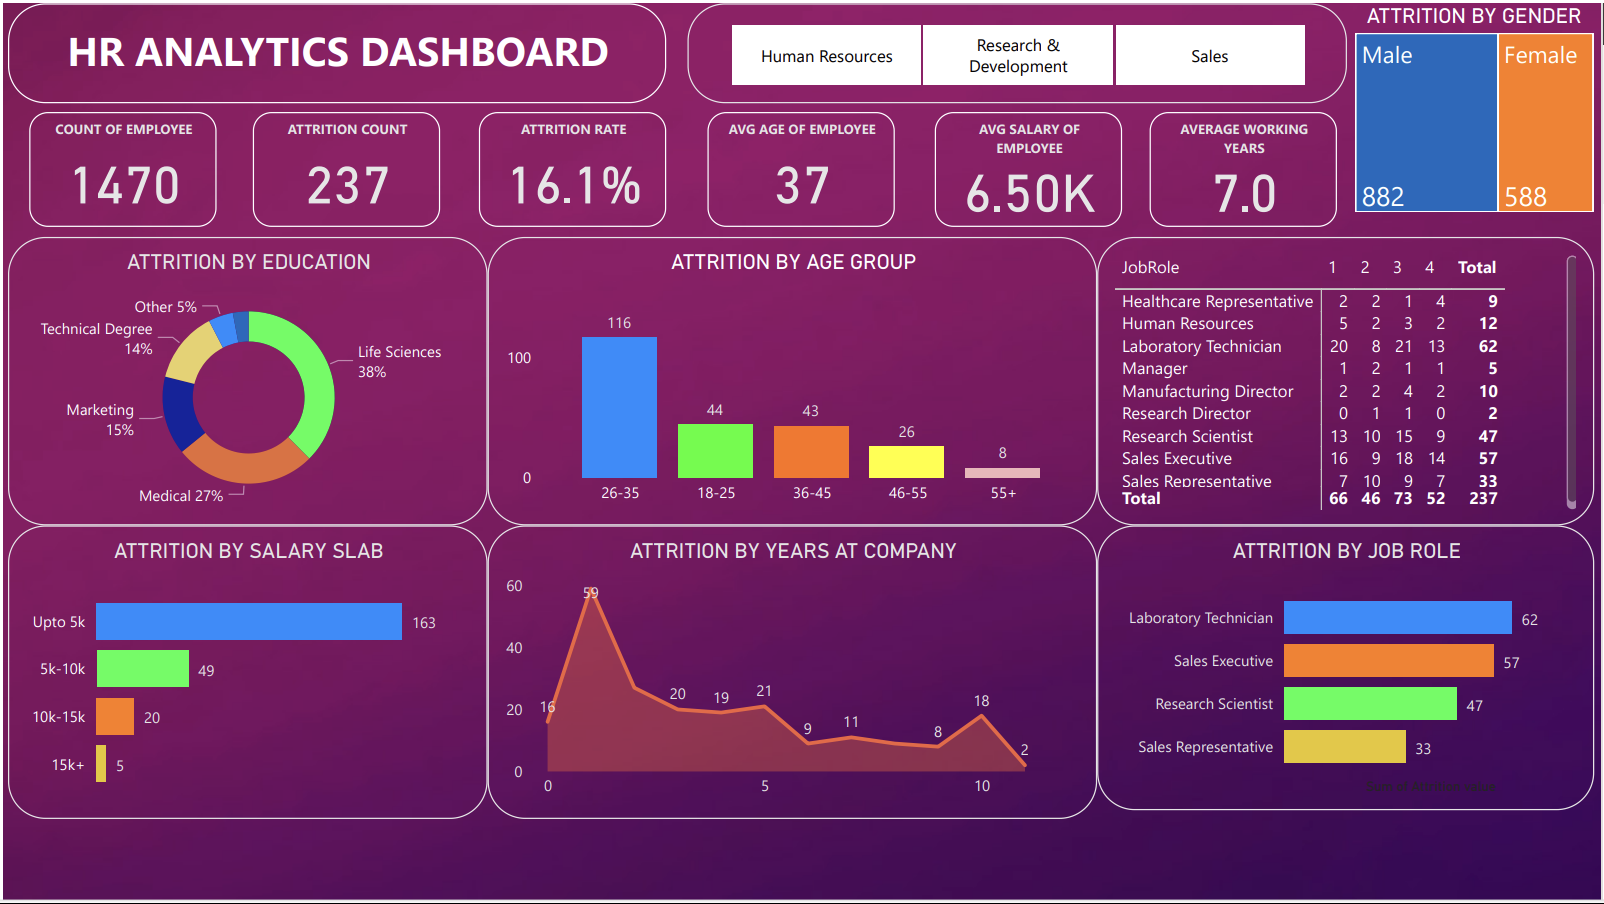 HR ANALYTICS DASHBOARD
Human Resources
Research &
Development
Sales
ATTRITION BY GENDER
Male
Female
882
588
COUNT OF EMPLOYEE
1470
ATTRITION COUNT
237
ATTRITION RATE
16.1%
AVG AGE OF EMPLOYEE
37
AVG SALARY OF
EMPLOYEE
6.50K
AVERAGE WORKING
YEARS
7.0
ATTRITION BY EDUCATION
Other 5%
Technical Degree
14%
Life Sciences
38%
Marketing
15%
Medical 27%
ATTRITION BY AGE GROUP
100
0
116
44
43
26
8
26-35
18-25
36-45
46-55
55+
JobRole 1 2 3 4 Total
Healthcare Representative 2 2 1 4 9
Human Resources 5 2 3 2 12
Laboratory Technician 20 8 21 13 62
Manager 1 2 1 1 5
Manufacturing Director 2 2 4 2 10
Research Director 0 1 1 0 2
Research Scientist 13 10 15 9 47
Sales Executive 16 9 18 14 57
Sales Representative 7 10 9 7 33
Total 66 46 73 52 237
ATTRITION BY SALARY SLAB
Upto 5k 163
5k-10k 49
10k-15k 20
15k+ 5
ATTRITION BY YEARS AT COMPANY
60
40
20
0
16
59
20
19
21
9
11
8
18
2
0
5
10
ATTRITION BY JOB ROLE
Laboratory Technician 62
Sales Executive 57
Research Scientist 47
Sales Representative 33